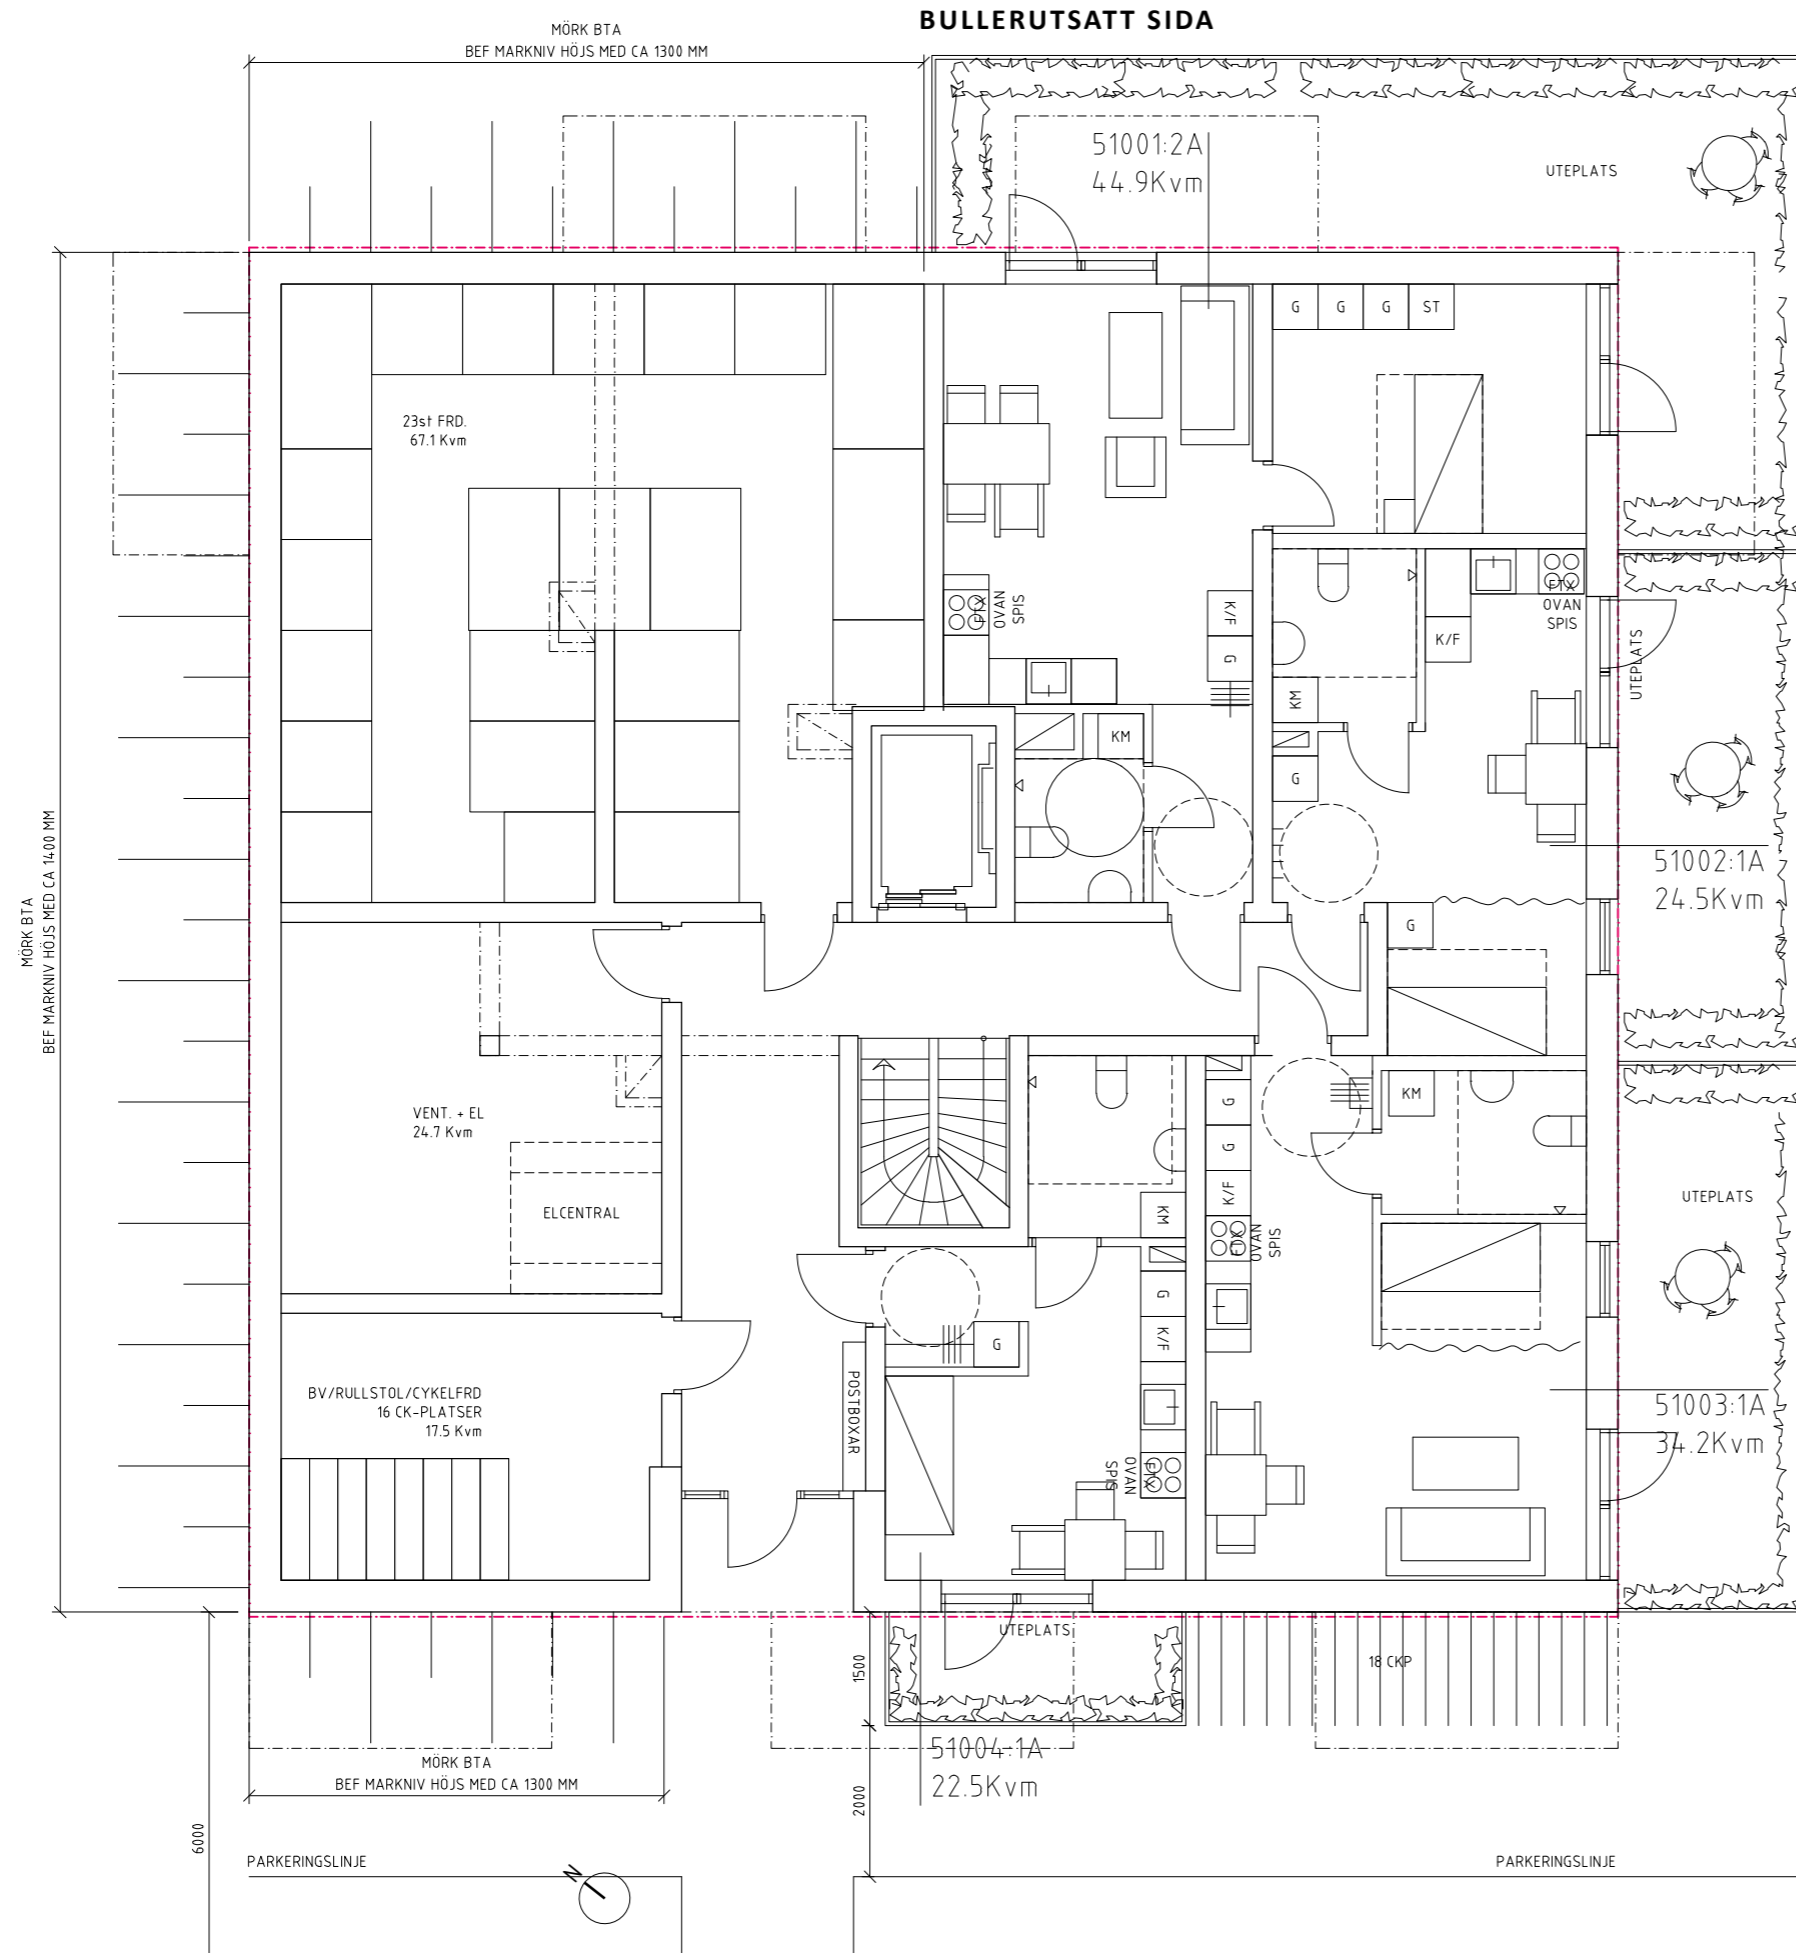 BULLERUTSATT SIDA
MÖRK BTA
BEF MARKNIV HÖJS MED CA 1300 MM
51001:2A
44.9Kvm
UTEPLATS
G
G
G
ST
23st FRD.
67.1 Kvm
FTX
OVAN
SPIS
K/F
G
FTX
OVAN
SPIS
K/F
UTEPLATS
KM
KM
G
51002:1A
24.5Kvm
MÖRK BTA
BEF MARKNIV HÖJS MED CA 1400 MM
G
VENT. + EL
24.7 Kvm
ELCENTRAL
G
G
K/F
FTX
OVAN
SPIS
KM
KM
UTEPLATS
G
K/F
G
FTX
OVAN
SPIS
POSTBOXAR
BV/RULLSTOL/CYKELFRD
16 CK-PLATSER
17.5 Kvm
51003:1A
34.2Kvm
UTEPLATS
18 CKP
1500
51004:1A
22.5Kvm
2000
MÖRK BTA
BEF MARKNIV HÖJS MED CA 1300 MM
6000
PARKERINGSLINJE
N
PARKERINGSLINJE